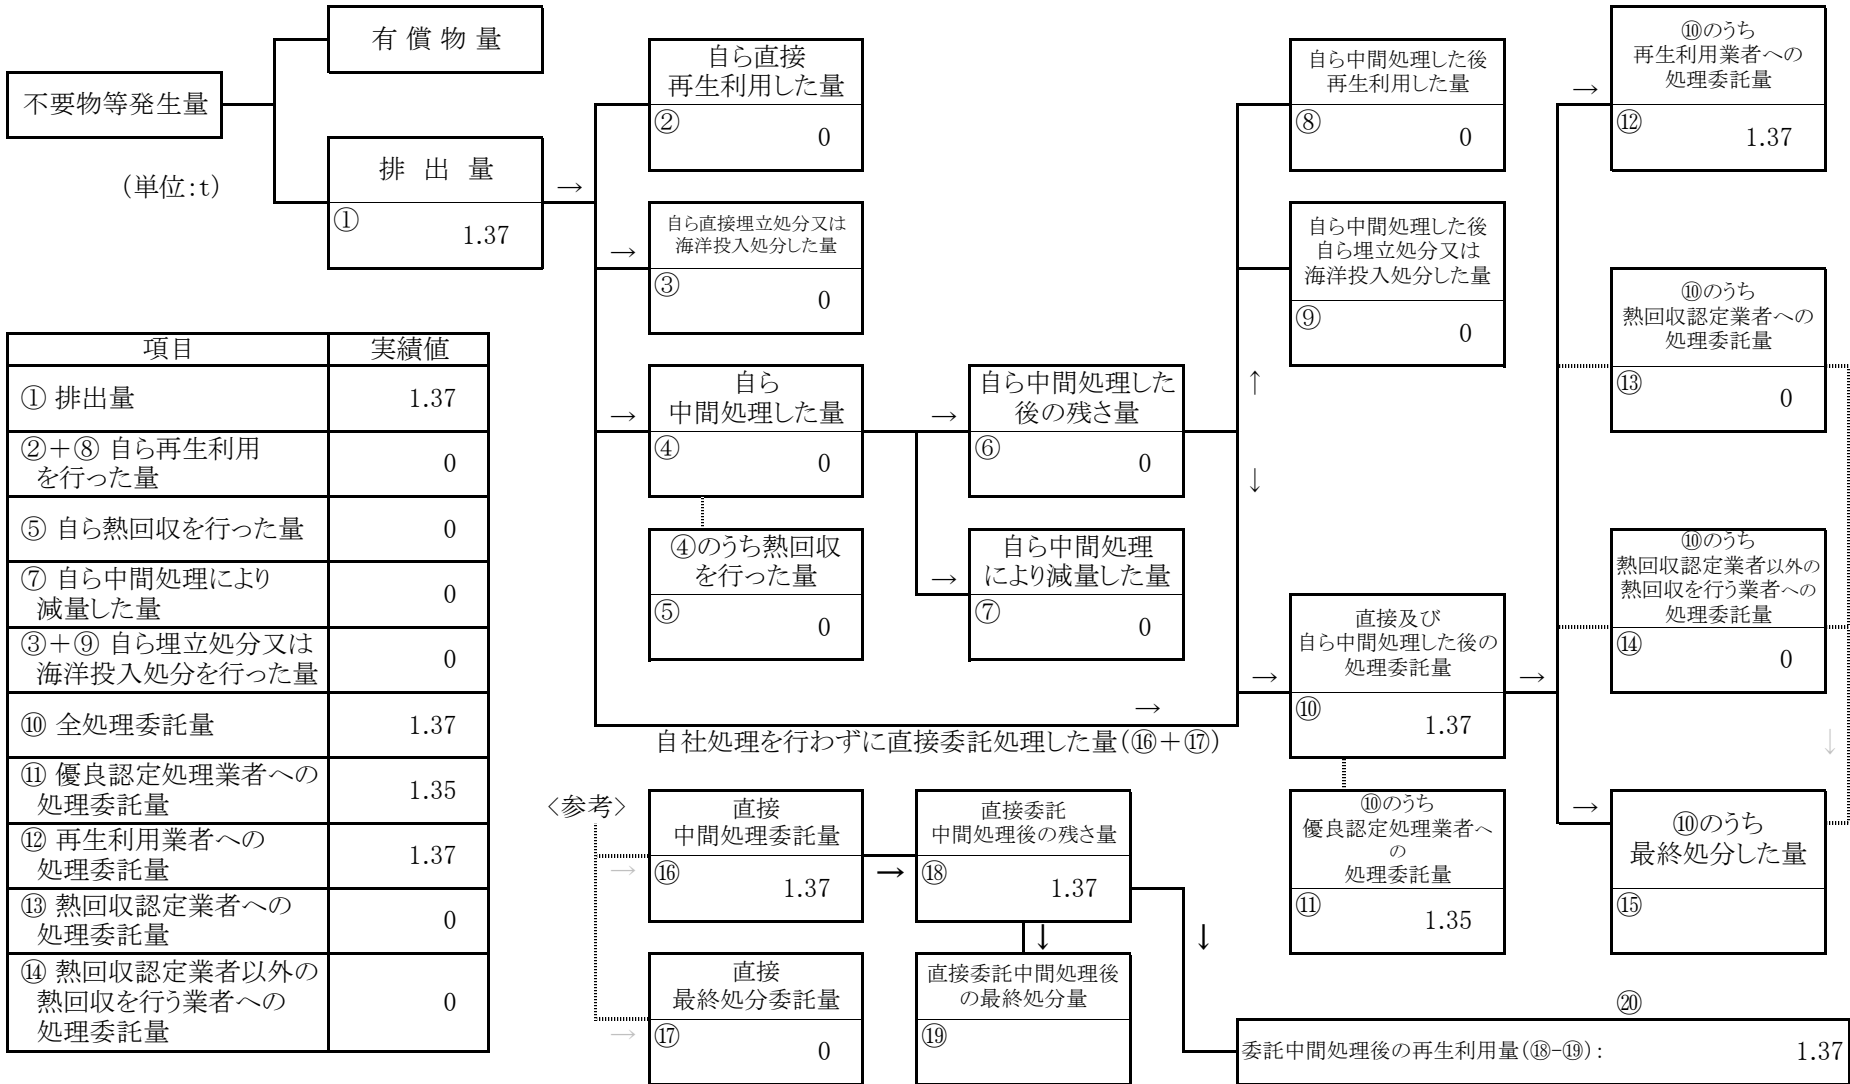 不要物等発生量
有 償 物 量
(単位:t)
排 出 量
①
1.37
→
自ら直接
再生利用した量
②
0
→
自ら直接埋立処分又は
海洋投入処分した量
③
0
→
自ら
中間処理した量
④
0
④のうち熱回収
を行った量
⑤
0
→
自ら中間処理した
後の残さ量
⑥
0
→
自ら中間処理
により減量した量
⑦
0
↑
↓
自ら中間処理した後
再生利用した量
⑧
0
自ら中間処理した後
自ら埋立処分又は
海洋投入処分した量
⑨
0
→
自社処理を行わずに直接委託処理した量(⑯+⑰)
→
直接及び
自ら中間処理した後の
処理委託量
⑩
1.37
⑩のうち
優良認定処理業者へ
の
処理委託量
⑪
1.35
→
→
⑩のうち
再生利用業者への
処理委託量
⑫
1.37
⑩のうち
熱回収認定業者への
処理委託量
⑬
0
⑩のうち
熱回収認定業者以外の
熱回収を行う業者への
処理委託量
⑭
0
↓
→
⑩のうち
最終処分した量
⑮
項目 実績値
① 排出量 1.37
②+⑧ 自ら再生利用
を行った量 0
⑤ 自ら熱回収を行った量 0
⑦ 自ら中間処理により
減量した量 0
③+⑨ 自ら埋立処分又は
海洋投入処分を行った量 0
⑩ 全処理委託量 1.37
⑪ 優良認定処理業者への
処理委託量 1.35
⑫ 再生利用業者への
処理委託量 1.37
⑬ 熱回収認定業者への
処理委託量 0
⑭ 熱回収認定業者以外の
熱回収を行う業者への
処理委託量 0
<参考>
→
直接
中間処理委託量
⑯
1.37
→
直接委託
中間処理後の残さ量
⑱
1.37
↓
↓
→
直接
最終処分委託量
⑰
0
直接委託中間処理後
の最終処分量
⑲
⑳
委託中間処理後の再生利用量(⑱-⑲): 1.37